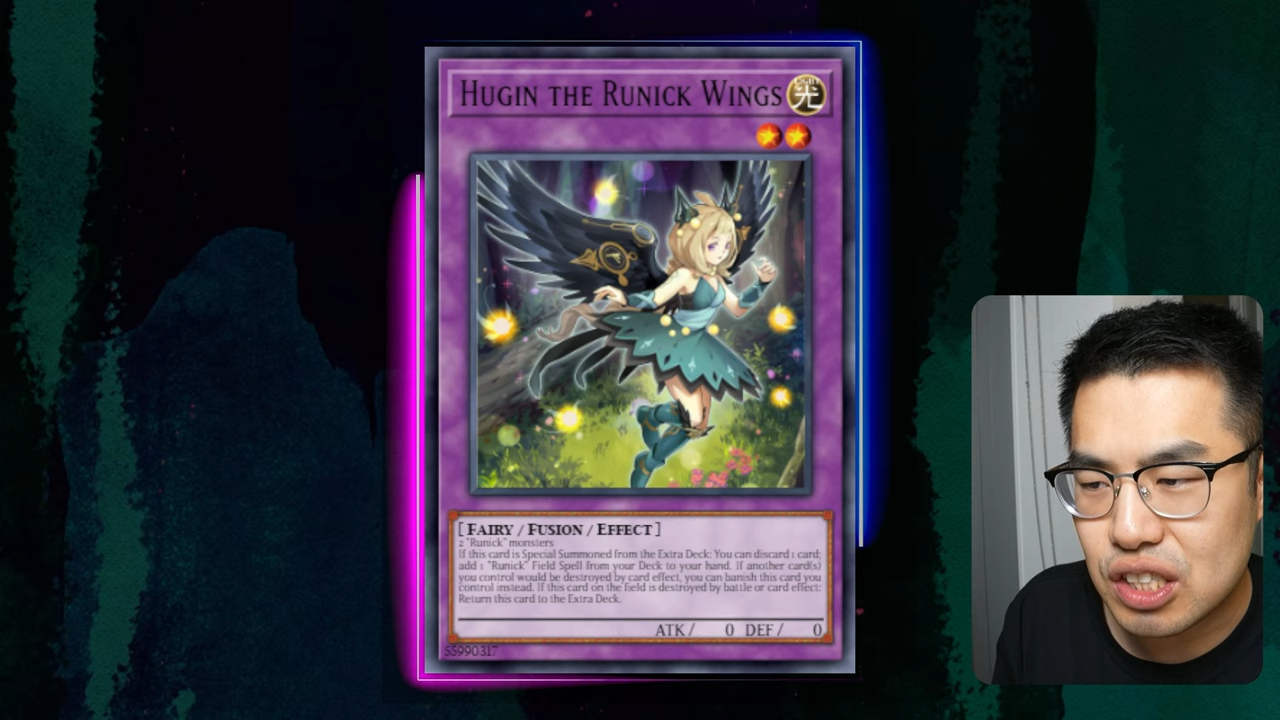 Hugin the Runick Wings
光
[ Fairy / Fusion / Effect ]
2 "Runick" monsters
If this card is Special Summoned from the Extra Deck: You can discard 1 card;
add 1 "Runick" Field Spell from your Deck to your hand. If another card(s)
you control would be destroyed by card effect, you can banish this card you
control instead. If this card on the field is destroyed by battle or card effect:
Return this card to the Extra Deck.
ATK / 0 DEF / 0
55990317